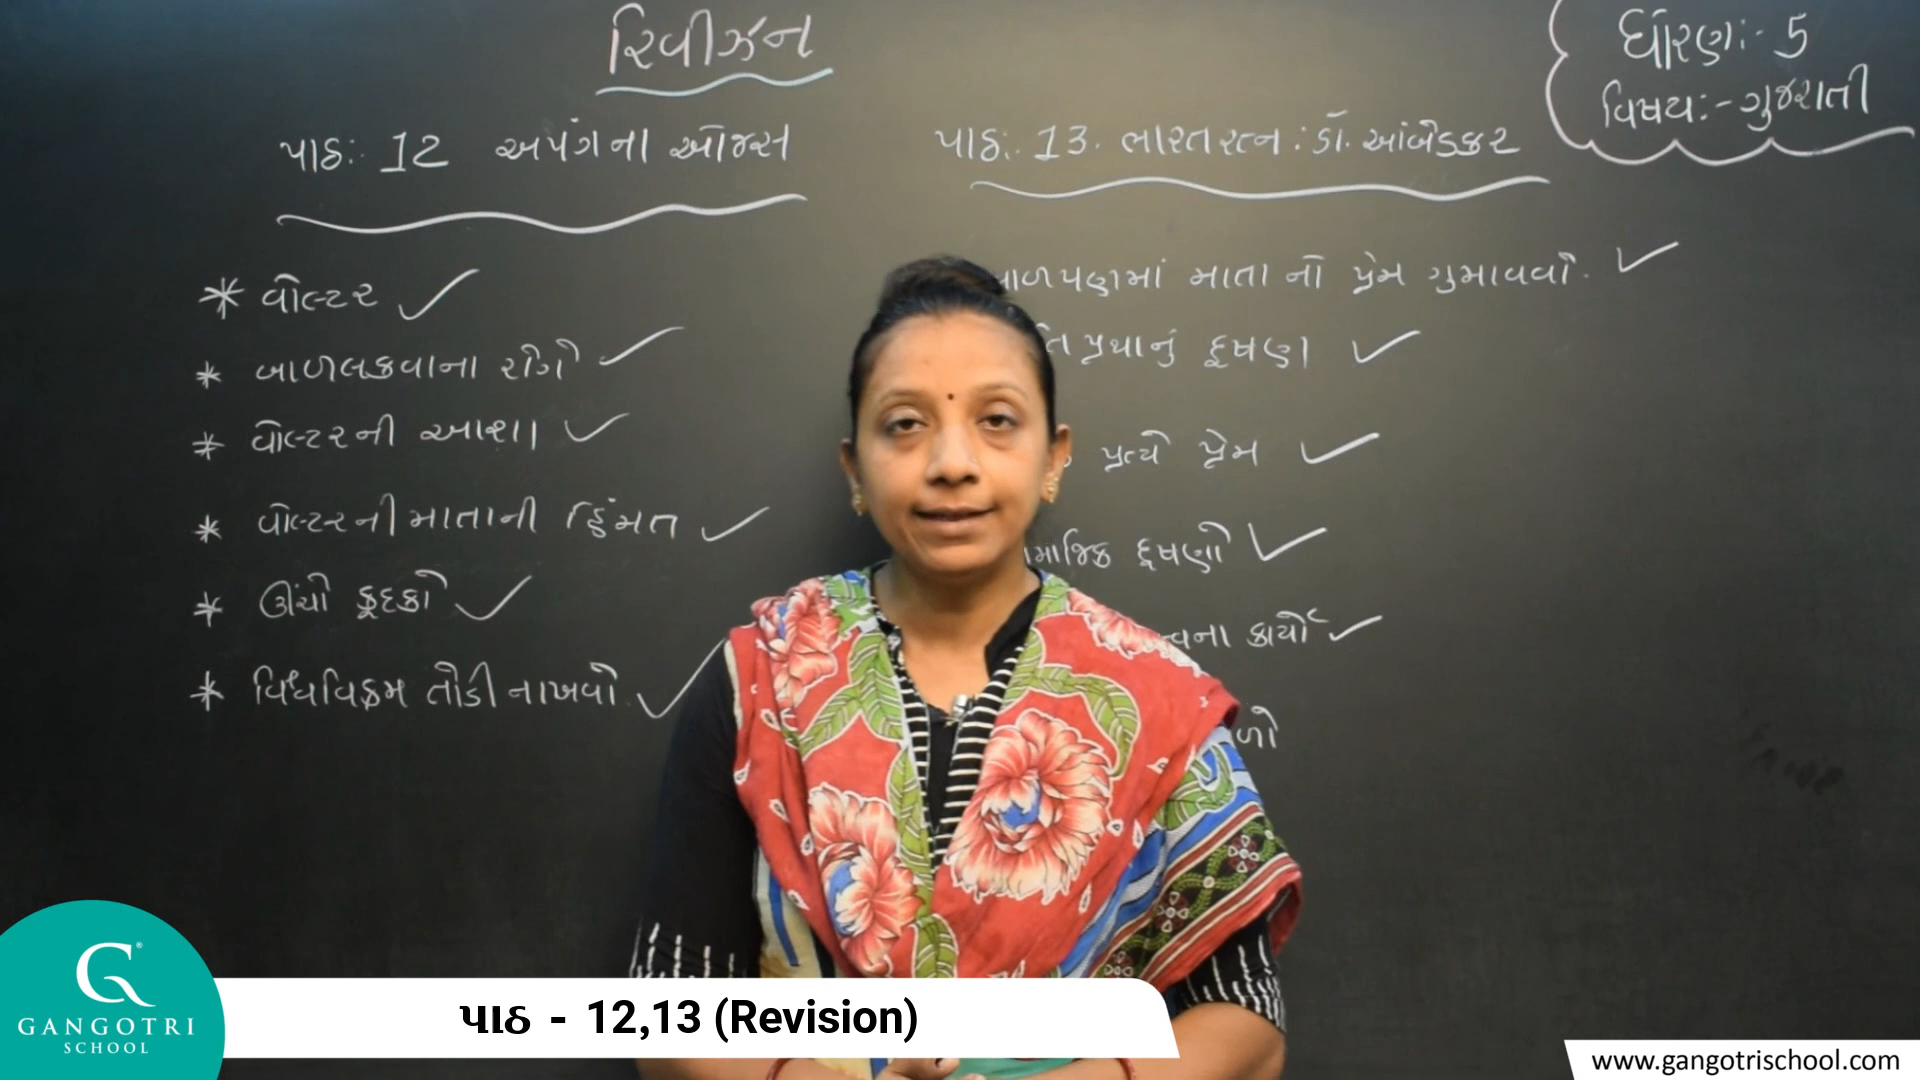 રિવીઝન
ધોરણ:- 5
વિષય:- ગુજરાતી
પાઠ:- 12 અપંગના ઓજસ
* વોલ્ટર ✓
* બાળલકવાના રોગો ✓
* વોલ્ટરની આશા ✓
* વોલ્ટરની માતાની હિંમત ✓
* ઊંચો કૂદકો ✓
* વિશ્વવિક્રમ તોડી નાખવો. ✓
પાઠ:- 13. ભારતરત્ન : ડૉ. આંબેડકર
માતા નો પ્રેમ ગુમાવવો. ✓
પ્રથાનું દૂષણ ✓
પ્રત્યે પ્રેમ ✓
દૂષણો ✓
કાર્યો ✓
GANGOTRI
SCHOOL
પાઠ - 12,13 (Revision)
www.gangotrischool.com